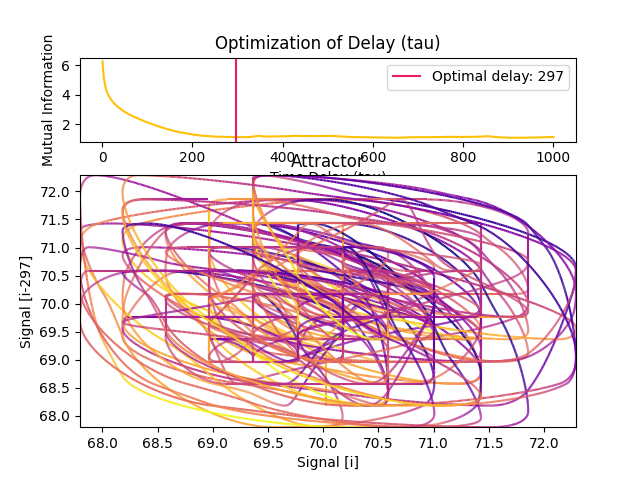 Optimization of Delay (tau)
Mutual Information
6
4
2
Optimal delay: 297
0 200 400 600 800 1000
Time Delay (tau)
Attractor
Signal [i-297]
72.0
71.5
71.0
70.5
70.0
69.5
69.0
68.5
68.0
68.0 68.5 69.0 69.5 70.0 70.5 71.0 71.5 72.0
Signal [i]